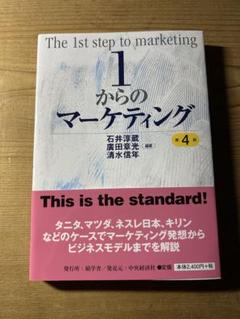 The 1st step to marketing
1
からの
マーケティング
第4版
石井淳蔵
廣田章光
清水信年
編著
This is the standard!
タニタ、マツダ、ネスレ日本、キリン
などのケースでマーケティング発想から
ビジネスモデルまでを解説
発行所：碩学舎／発売元：中央経済社 ●定価 本体2,400円+税